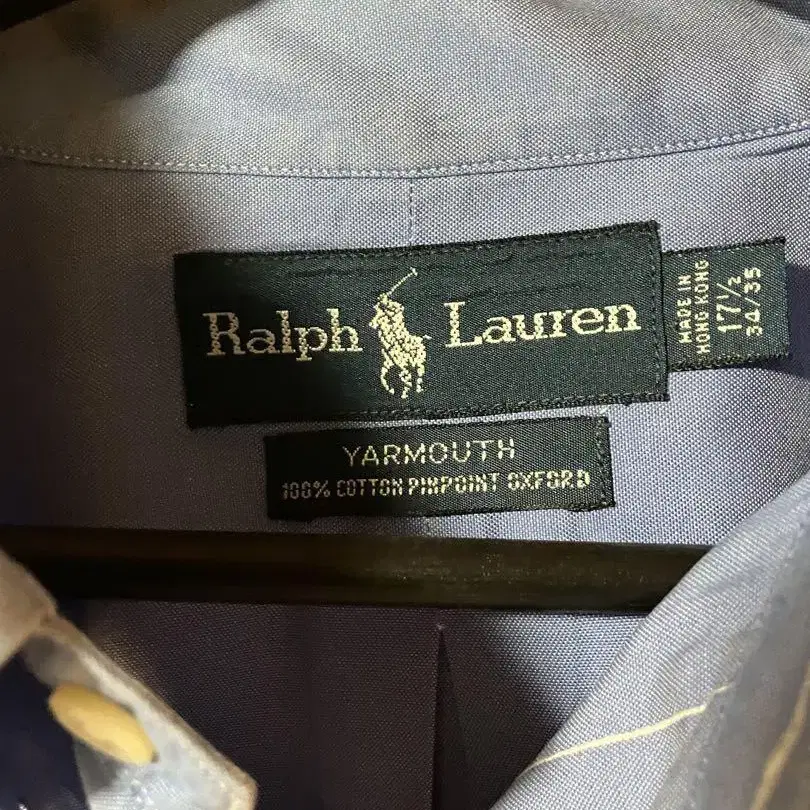 Ralph Lauren
MADE IN
HONG KONG
17½
34/35
YARMOUTH
100% COTTON PINPOINT OXFORD